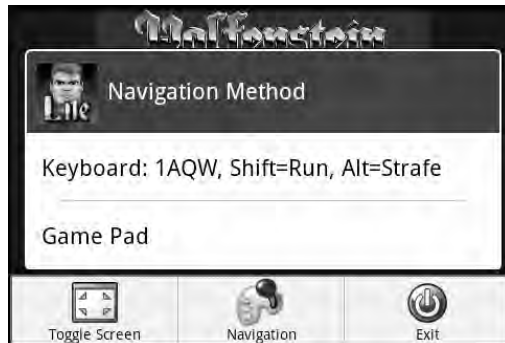 Wolfenstein
Lite
Navigation Method
Keyboard: 1AQW, Shift=Run, Alt=Strafe
Game Pad
Toggle Screen
Navigation
Exit